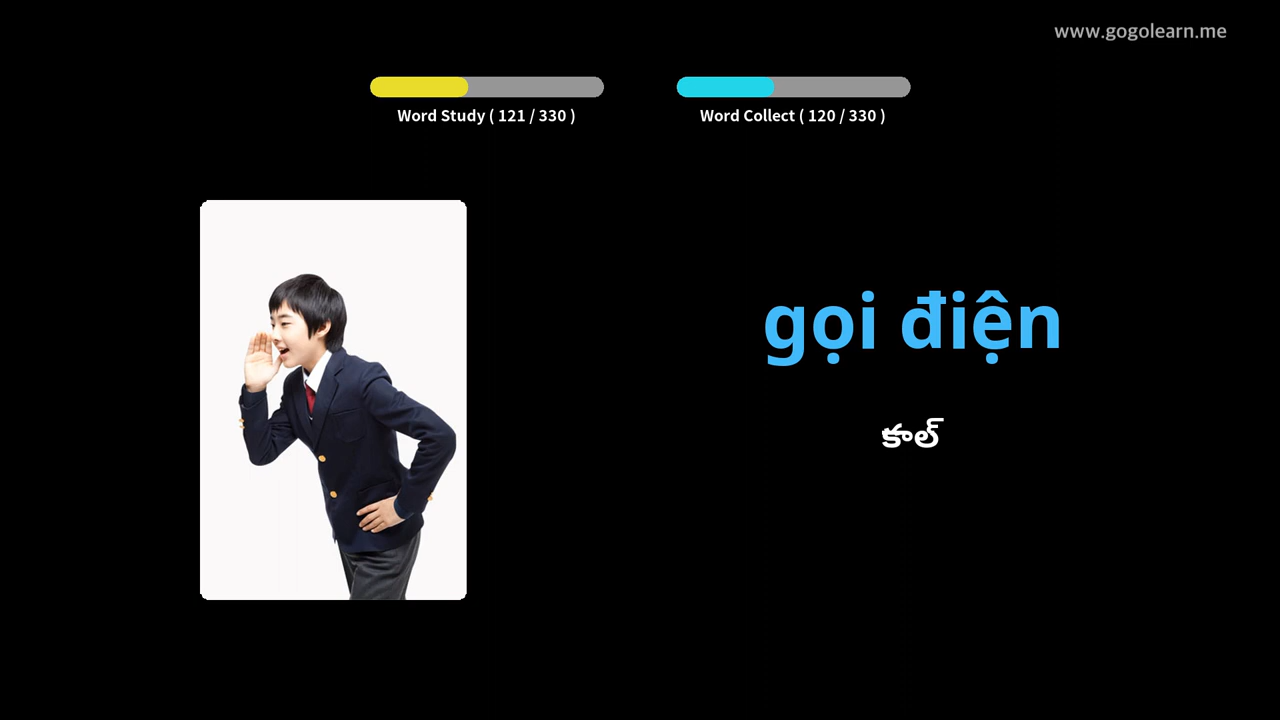 www.gogolearn.me
Word Study ( 121 / 330 )
Word Collect ( 120 / 330 )
gọi điện
కాల్